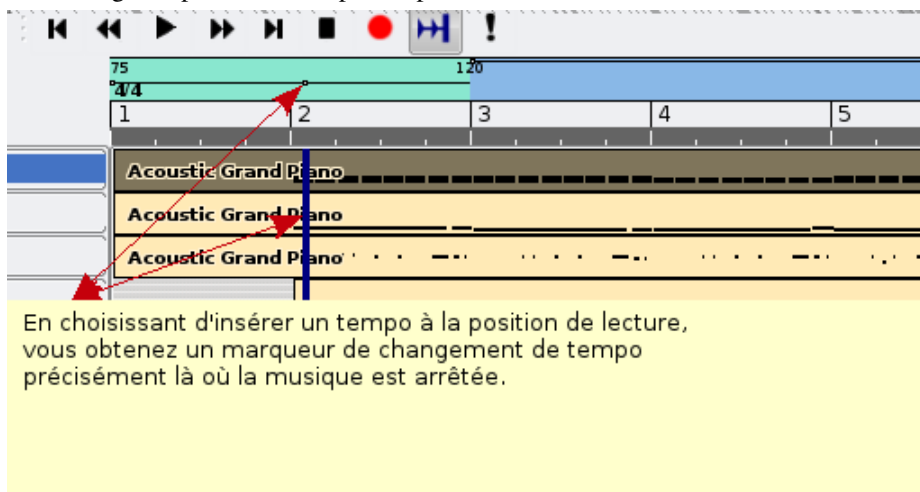 75 120
4/4
1 2 3 4 5
Acoustic Grand Piano
Acoustic Grand Piano
Acoustic Grand Piano
En choisissant d'insérer un tempo à la position de lecture,
vous obtenez un marqueur de changement de tempo
précisément là où la musique est arrêtée.